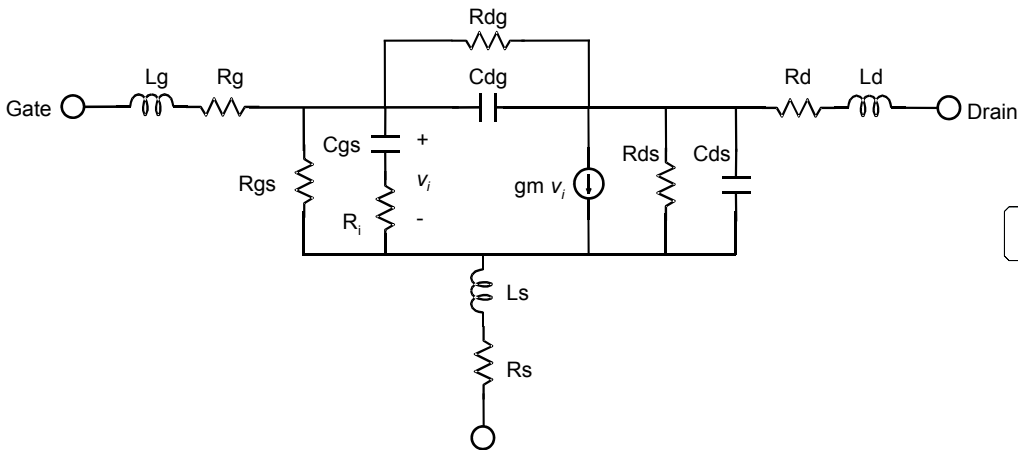 Rdg
Lg
Rg
Cdg
Rd
Ld
Gate
Drain
Cgs
+
Rds
Cds
Rgs
vi
gm vi
Ri
-
Ls
Rs